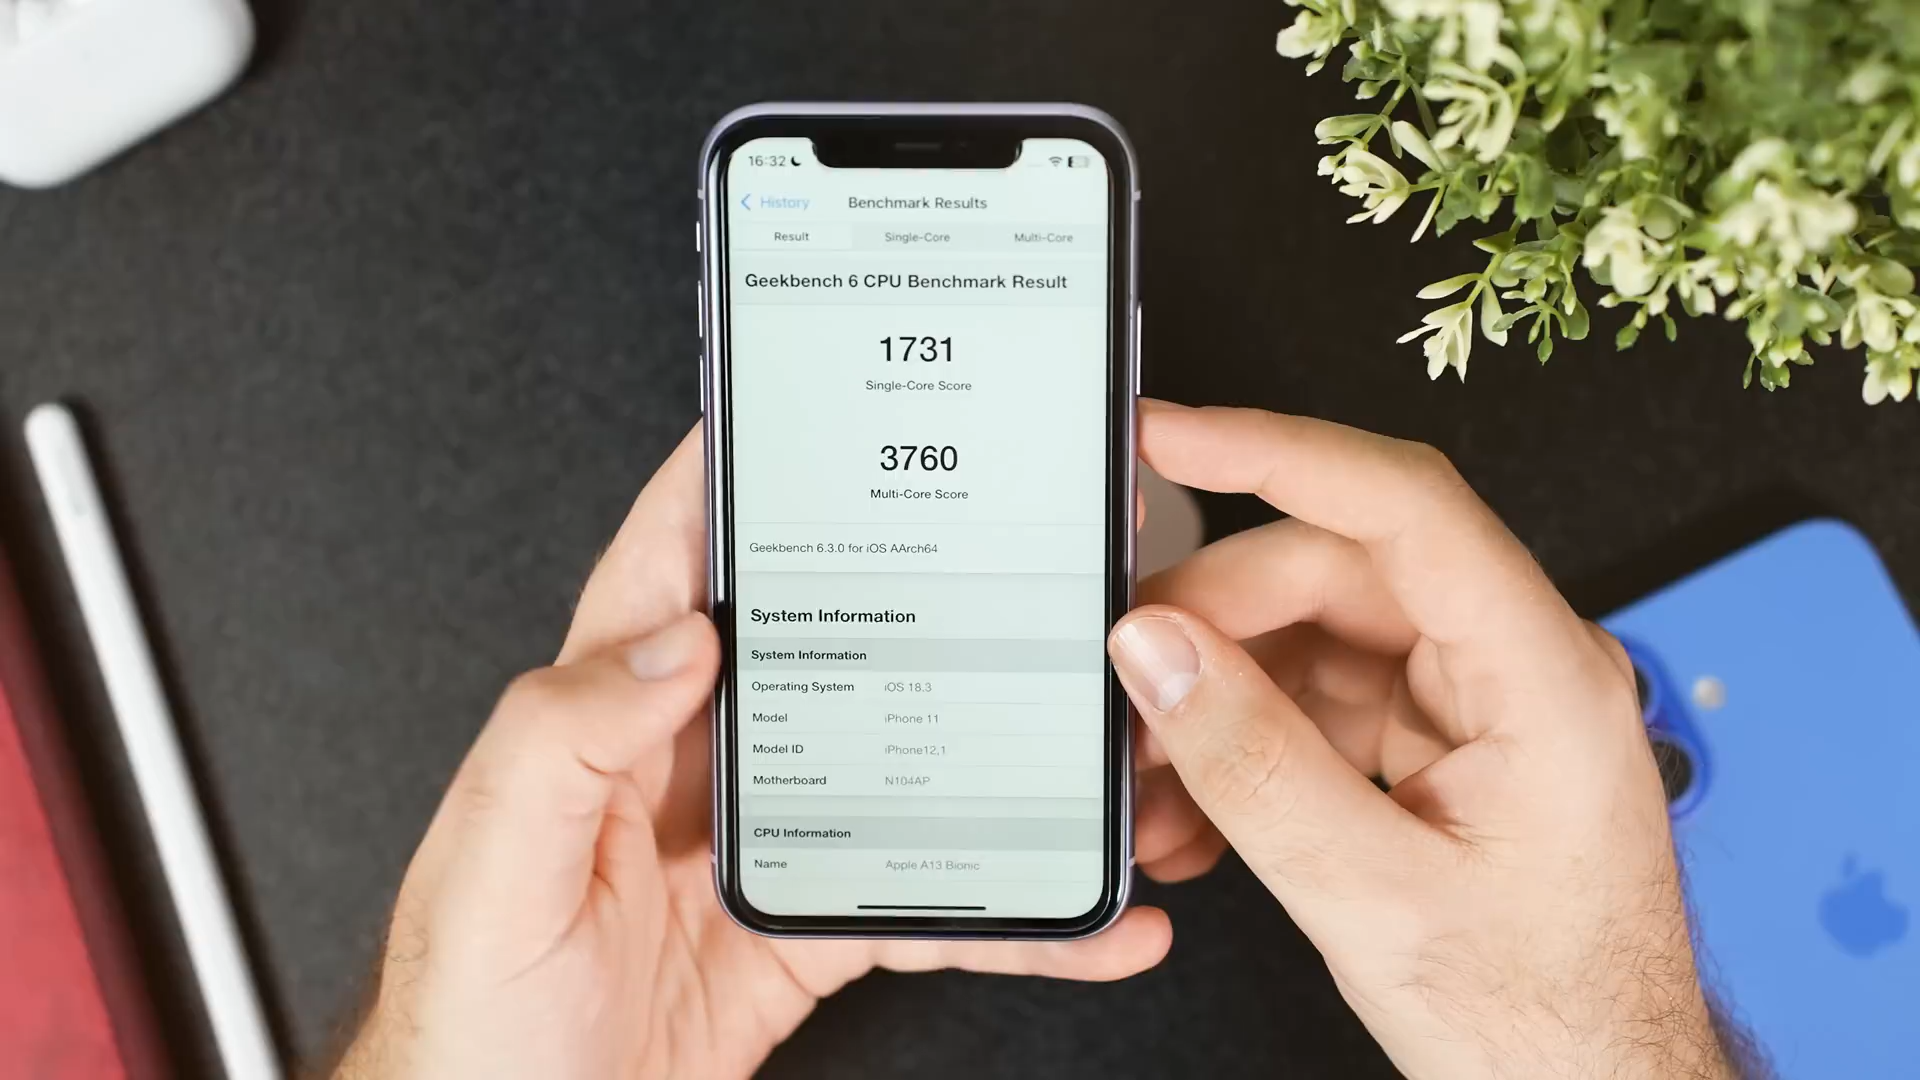 16:32
History Benchmark Results
Result Single-Core Multi-Core
Geekbench 6 CPU Benchmark Result
1731
Single-Core Score
3760
Multi-Core Score
Geekbench 6.3.0 for iOS AArch64
System Information
System Information
Operating System iOS 18.3
Model iPhone 11
Model ID iPhone12,1
Motherboard N104AP
CPU Information
Name Apple A13 Bionic